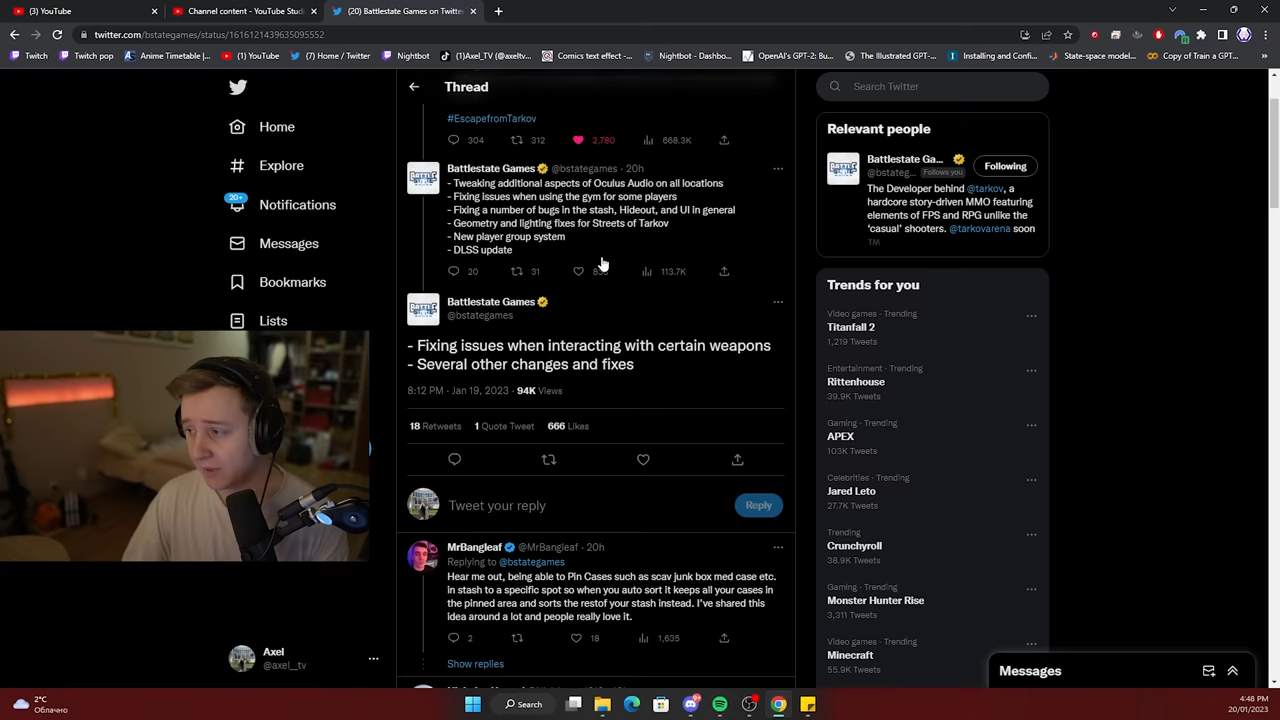 (3) YouTube
Channel content - YouTube Studi
(20) Battlestate Games on Twitter
twitter.com/bstategames/status/1616121439635095552
Twitch
Twitch pop
Anime Timetable |...
(1) YouTube
(7) Home / Twitter
Nightbot
(1)Axel_TV (@axeltv...
Comics text effect -...
Nightbot - Dashbo...
OpenAI's GPT-2: Bu...
The Illustrated GPT-...
Installing and Confi...
State-space model...
Copy of Train a GPT...
Thread
#EscapefromTarkov
304
312
2,780
668.3K
Battlestate Games @bstategames · 20h
- Tweaking additional aspects of Oculus Audio on all locations
- Fixing issues when using the gym for some players
- Fixing a number of bugs in the stash, Hideout, and UI in general
- Geometry and lighting fixes for Streets of Tarkov
- New player group system
- DLSS update
20
31
113.7K
Battlestate Games
@bstategames
- Fixing issues when interacting with certain weapons
- Several other changes and fixes
8:12 PM · Jan 19, 2023 · 94K Views
18 Retweets 1 Quote Tweet 666 Likes
Tweet your reply
Reply
MrBangleaf @MrBangleaf · 20h
Replying to @bstategames
Hear me out, being able to Pin Cases such as scav junk box med case etc.
in stash to a specific spot so when you auto sort it keeps all your cases in
the pinned area and sorts the restof your stash instead. I've shared this
idea around a lot and people really love it.
2
18
1,635
Show replies
Home
Explore
20+
Notifications
Messages
Bookmarks
Lists
Axel
@axel__tv
Search Twitter
Relevant people
Battlestate Ga...
@bstateg... Follows you
Following
The Developer behind @tarkov, a
hardcore story-driven MMO featuring
elements of FPS and RPG unlike the
'casual' shooters. @tarkovarena soon
TM
Trends for you
Video games · Trending
Titanfall 2
1,219 Tweets
Entertainment · Trending
Rittenhouse
39.9K Tweets
Gaming · Trending
APEX
103K Tweets
Celebrities · Trending
Jared Leto
27.7K Tweets
Trending
Crunchyroll
38.9K Tweets
Gaming · Trending
Monster Hunter Rise
3,311 Tweets
Video games · Trending
Minecraft
55.9K Tweets
Messages
2°C
Облачно
Search
4:48 PM
20/01/2023